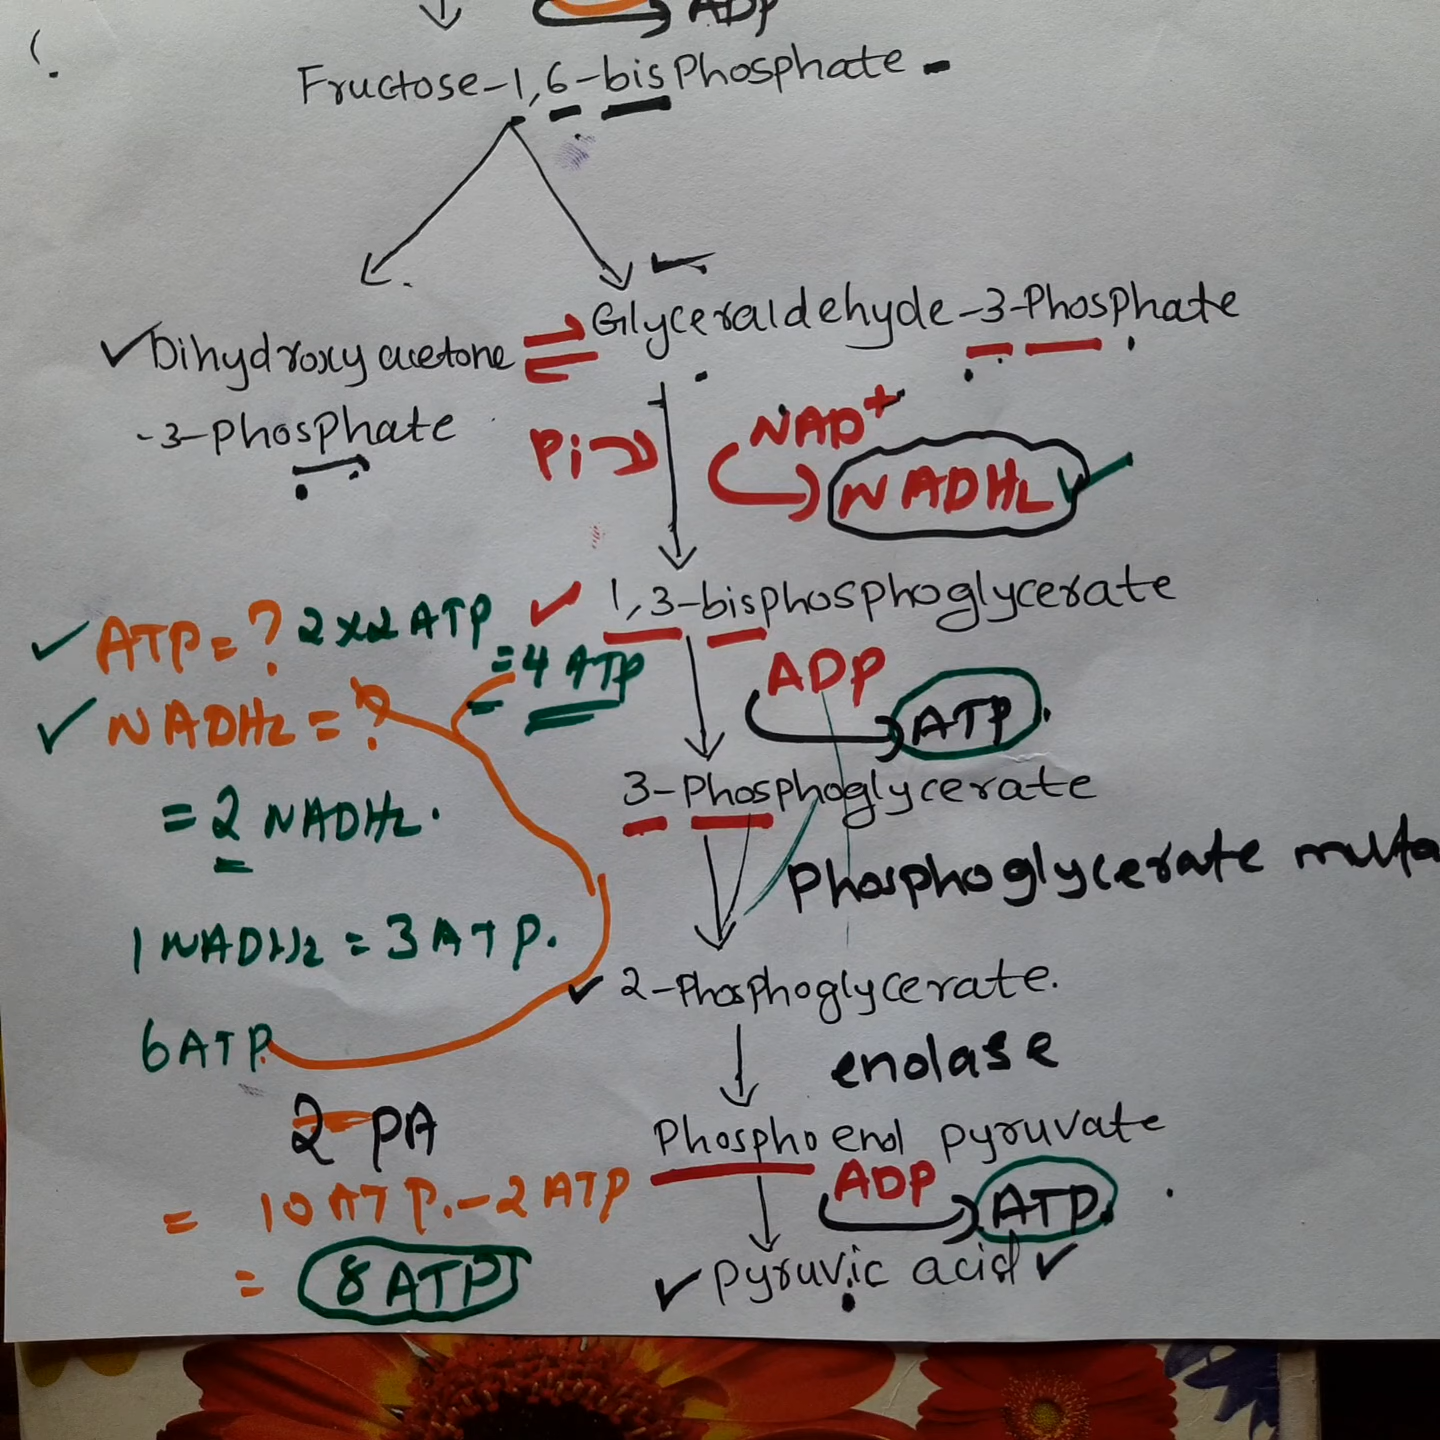 ADP
Fructose-1,6-bisphosphate
Glyceraldehyde-3-Phosphate
Dihydroxy acetone
-3-phosphate
Pi
NAD+
NADH2
1,3-bisphosphoglycerate
ATP=? 2x2 ATP
=4 ATP
ADP
ATP.
NADH2=?
3-Phosphoglycerate
= 2 NADH2.
Phosphoglycerate muta
1 NADH2 = 3 ATP.
2-Phosphoglycerate.
6 ATP
enolase
2-PA
Phospho enol pyruvate
= 10 ATP.-2 ATP
ADP
ATP.
= 8 ATP
Pyruvic acid